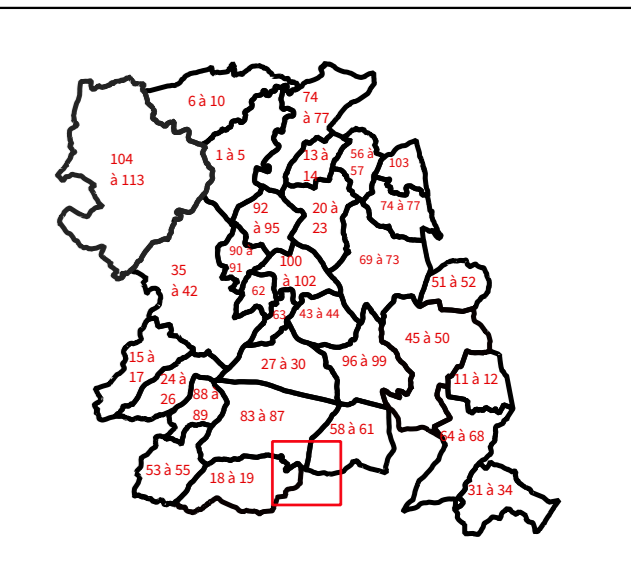 6 à 10
74
à 77
104
à 113
1 à 5
13 à
14
56 à
57
103
92
à 95
20 à
23
74 à 77
90 à
91
100
à 102
69 à 73
35
à 42
62
51 à 52
63
43 à 44
45 à 50
15 à
17
27 à 30
96 à 99
24 à
26
11 à 12
88 à
89
83 à 87
58 à 61
64 à 68
53 à 55
18 à 19
31 à 34